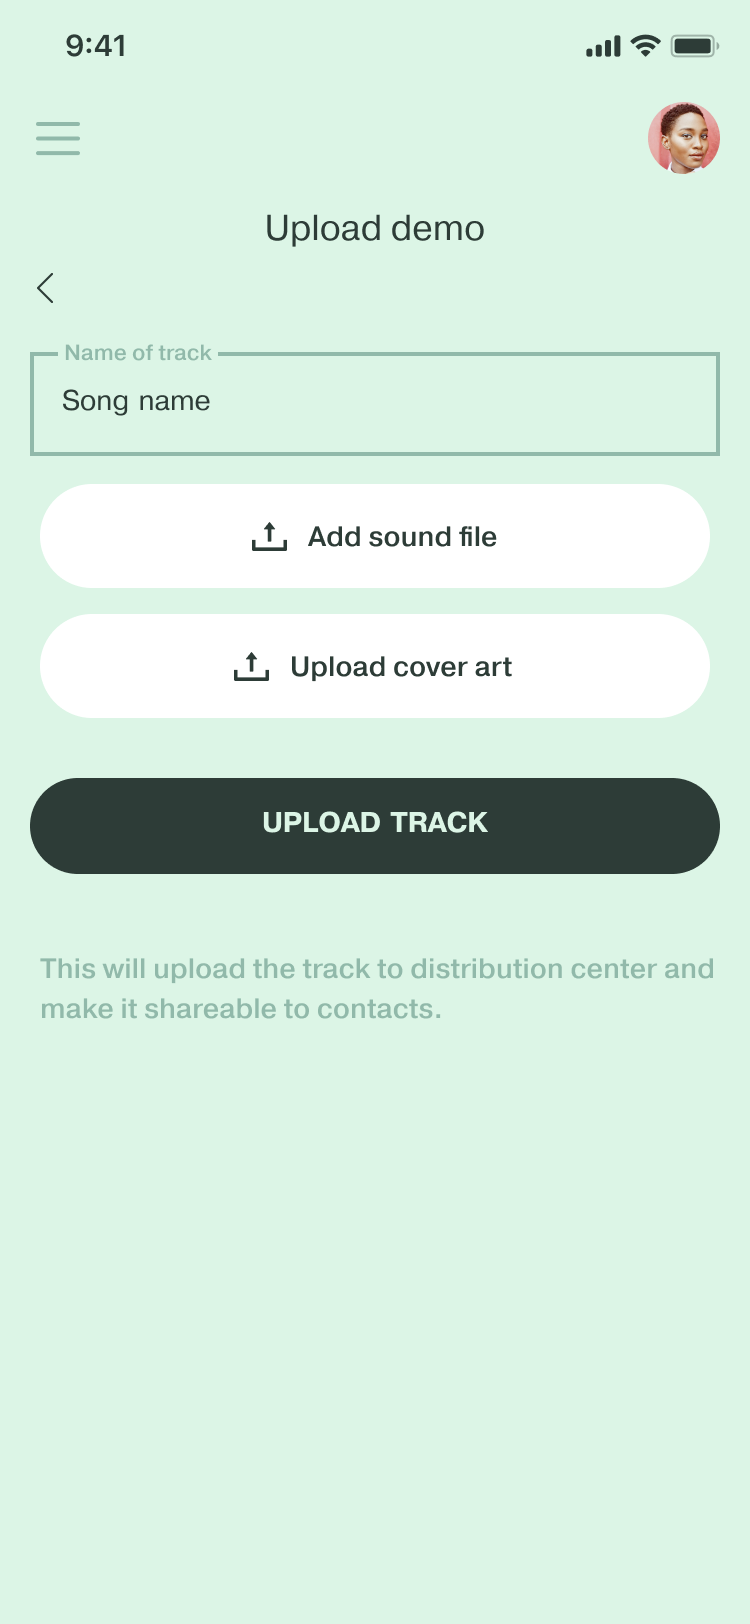 9:41
Upload demo
Name of track
Song name
Add sound file
Upload cover art
UPLOAD TRACK
This will upload the track to distribution center and
make it shareable to contacts.